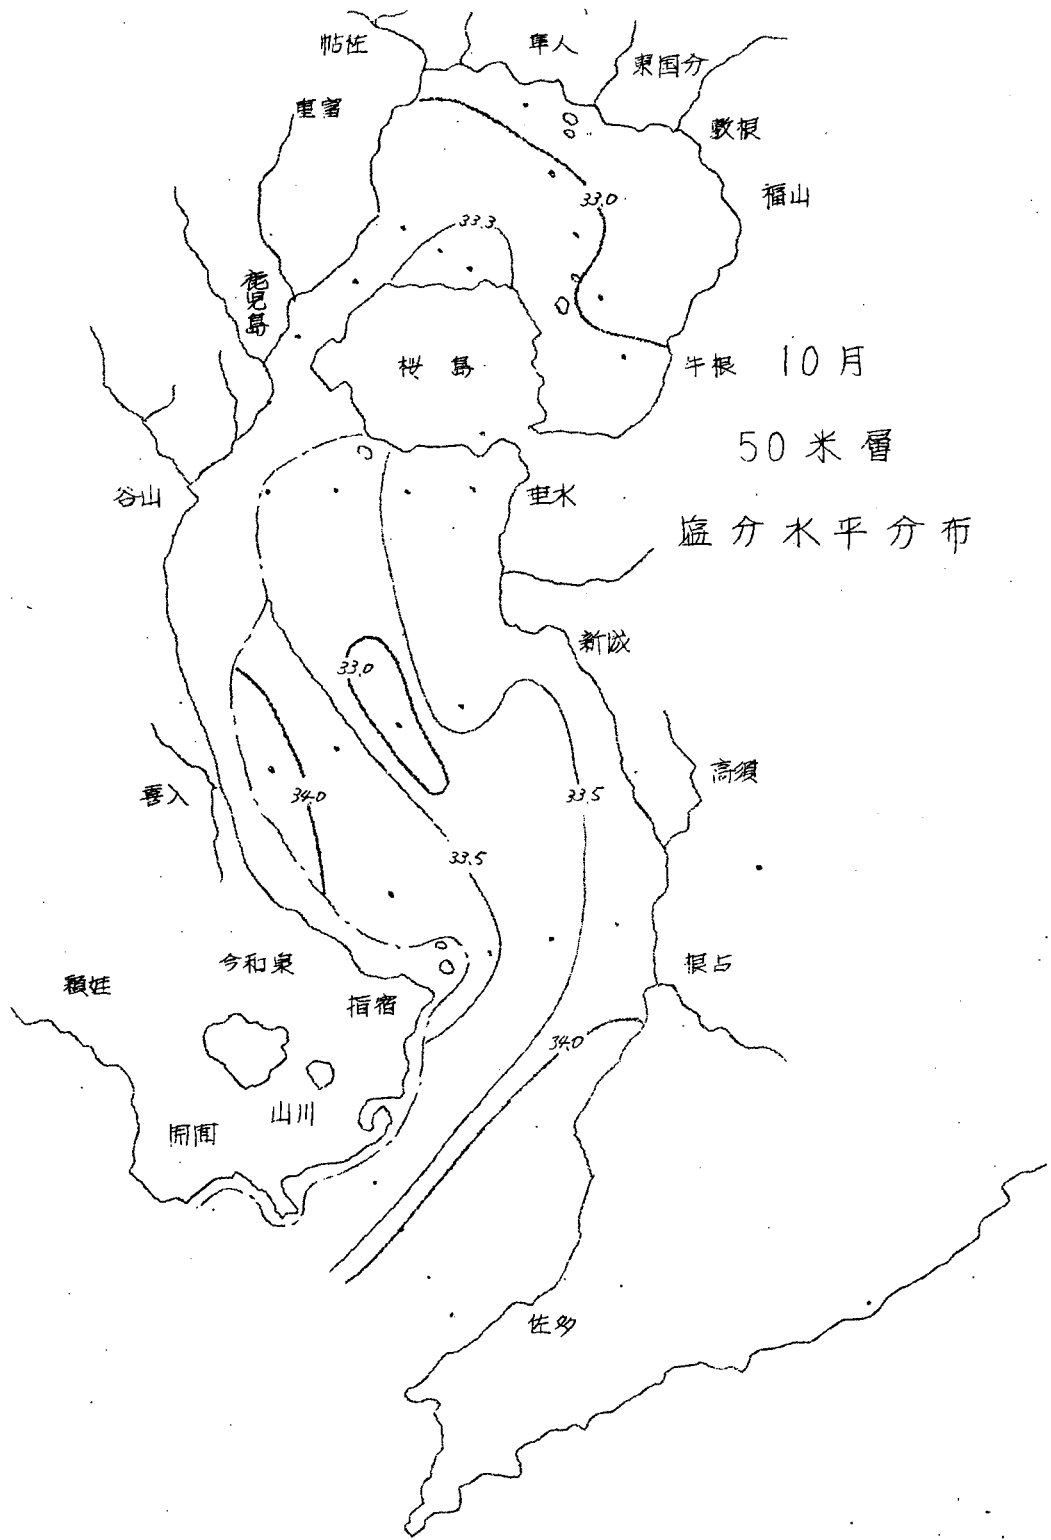 帖佐
隼人
東国分
重富
敷根
福山
33.0
33.3
鹿児島
桜島
牛根
10月
50米層
塩分水平分布
谷山
垂水
新城
33.0
高須
喜入
34.0
33.5
33.5
今和泉
根占
頴娃
指宿
34.0
山川
開聞
佐多